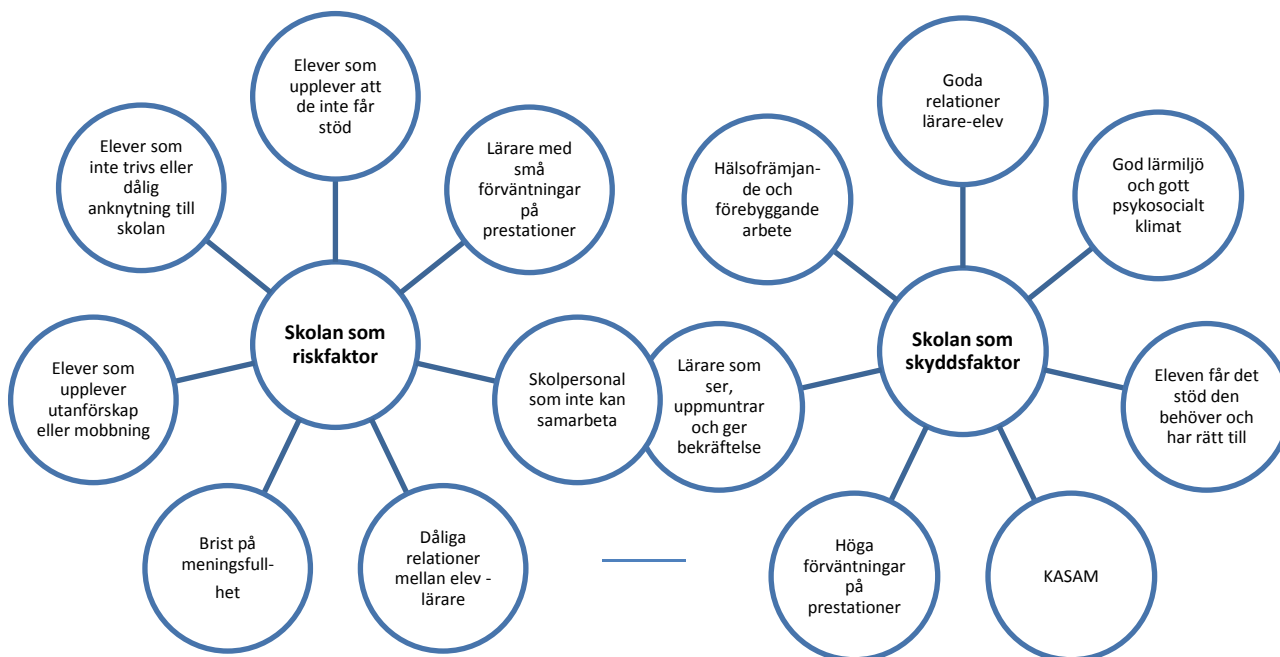 Elever som
upplever att
de inte får
stöd
Lärare med
små
förväntningar
på
prestationer
Skolpersonal
som inte kan
samarbeta
Dåliga
relationer
mellan elev -
lärare
Brist på
meningsfull-
het
Elever som
upplever
utanförskap
eller mobbning
Elever som
inte trivs eller
dålig
anknytning till
skolan
Skolan som
riskfaktor
Goda
relationer
lärare-elev
God lärmiljö
och gott
psykosocialt
klimat
Eleven får det
stöd den
behöver och
har rätt till
KASAM
Höga
förväntningar
på
prestationer
Lärare som
ser,
uppmuntrar
och ger
bekräftelse
Hälsofrämjan-
de och
förebyggande
arbete
Skolan som
skyddsfaktor